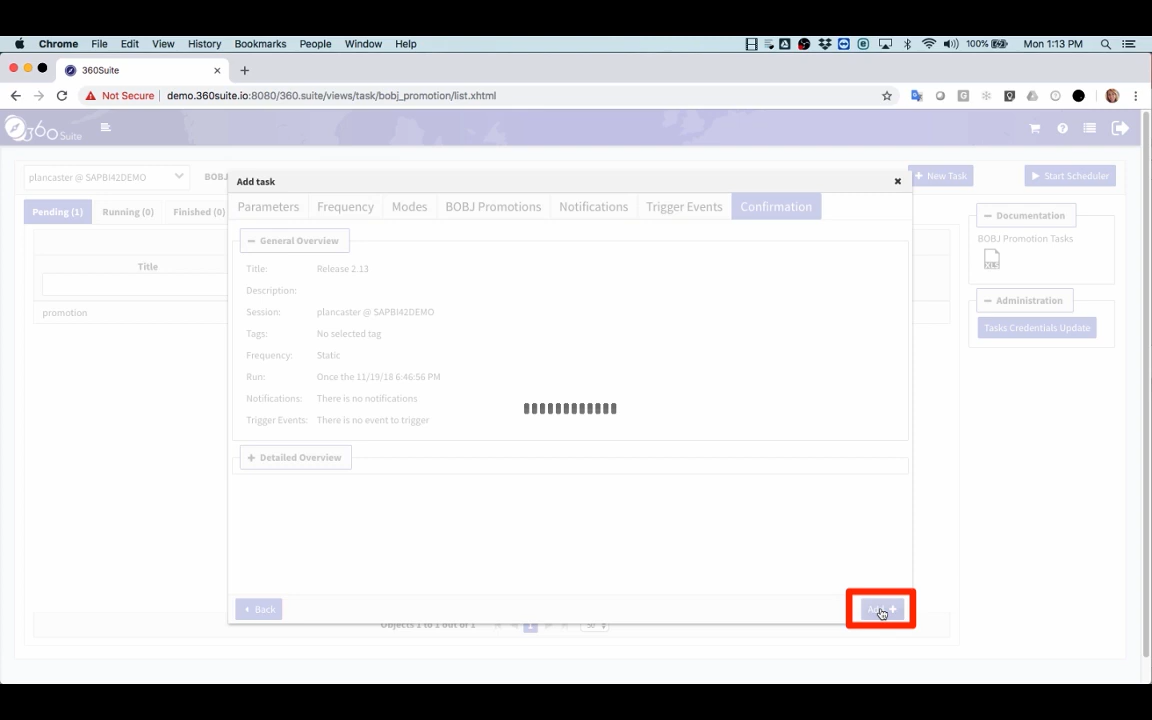 Chrome File Edit View History Bookmarks People Window Help 100% Mon 1:13 PM
360Suite
Not Secure demo.360suite.io:8080/360.suite/views/task/bobj_promotion/list.xhtml
360 Suite
plancaster @ SAPBI42DEMO BOBJ New Task Start Scheduler
Add task
Pending (1) Running (0) Finished (0)
Parameters Frequency Modes BOBJ Promotions Notifications Trigger Events Confirmation
Documentation
BOBJ Promotion Tasks
XLS
General Overview
Title
Title: Release 2.13
Description:
promotion
Session: plancaster @ SAPBI42DEMO
Administration
Tasks Credentials Update
Tags: No selected tag
Frequency: Static
Run: Once the 11/19/18 6:46:56 PM
Notifications: There is no notifications
Trigger Events: There is no event to trigger
Detailed Overview
Back
Objects 1 to 1 out of 1 1 50